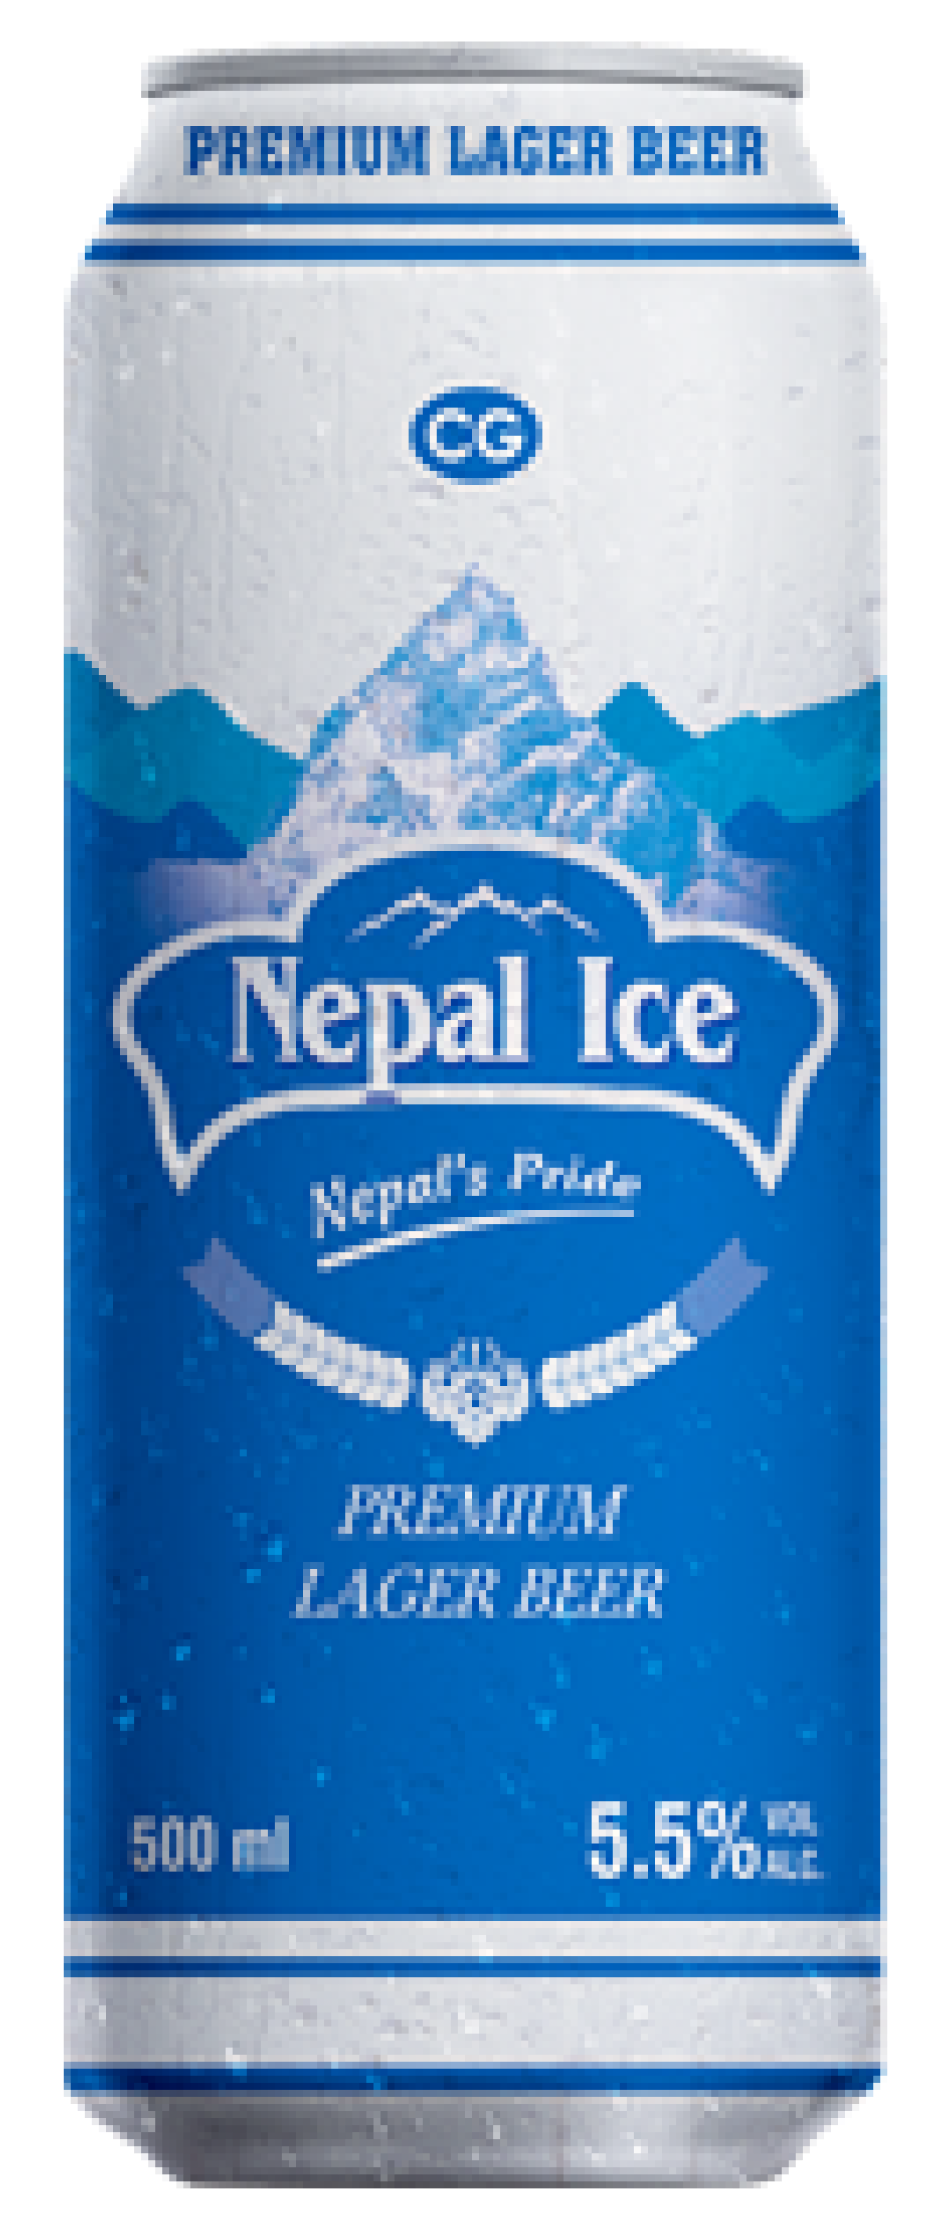 PREMIUM LAGER BEER
CG
Nepal Ice
Nepal's Pride
PREMIUM
LAGER BEER
500 ml
5.5% VOL.
ALC.